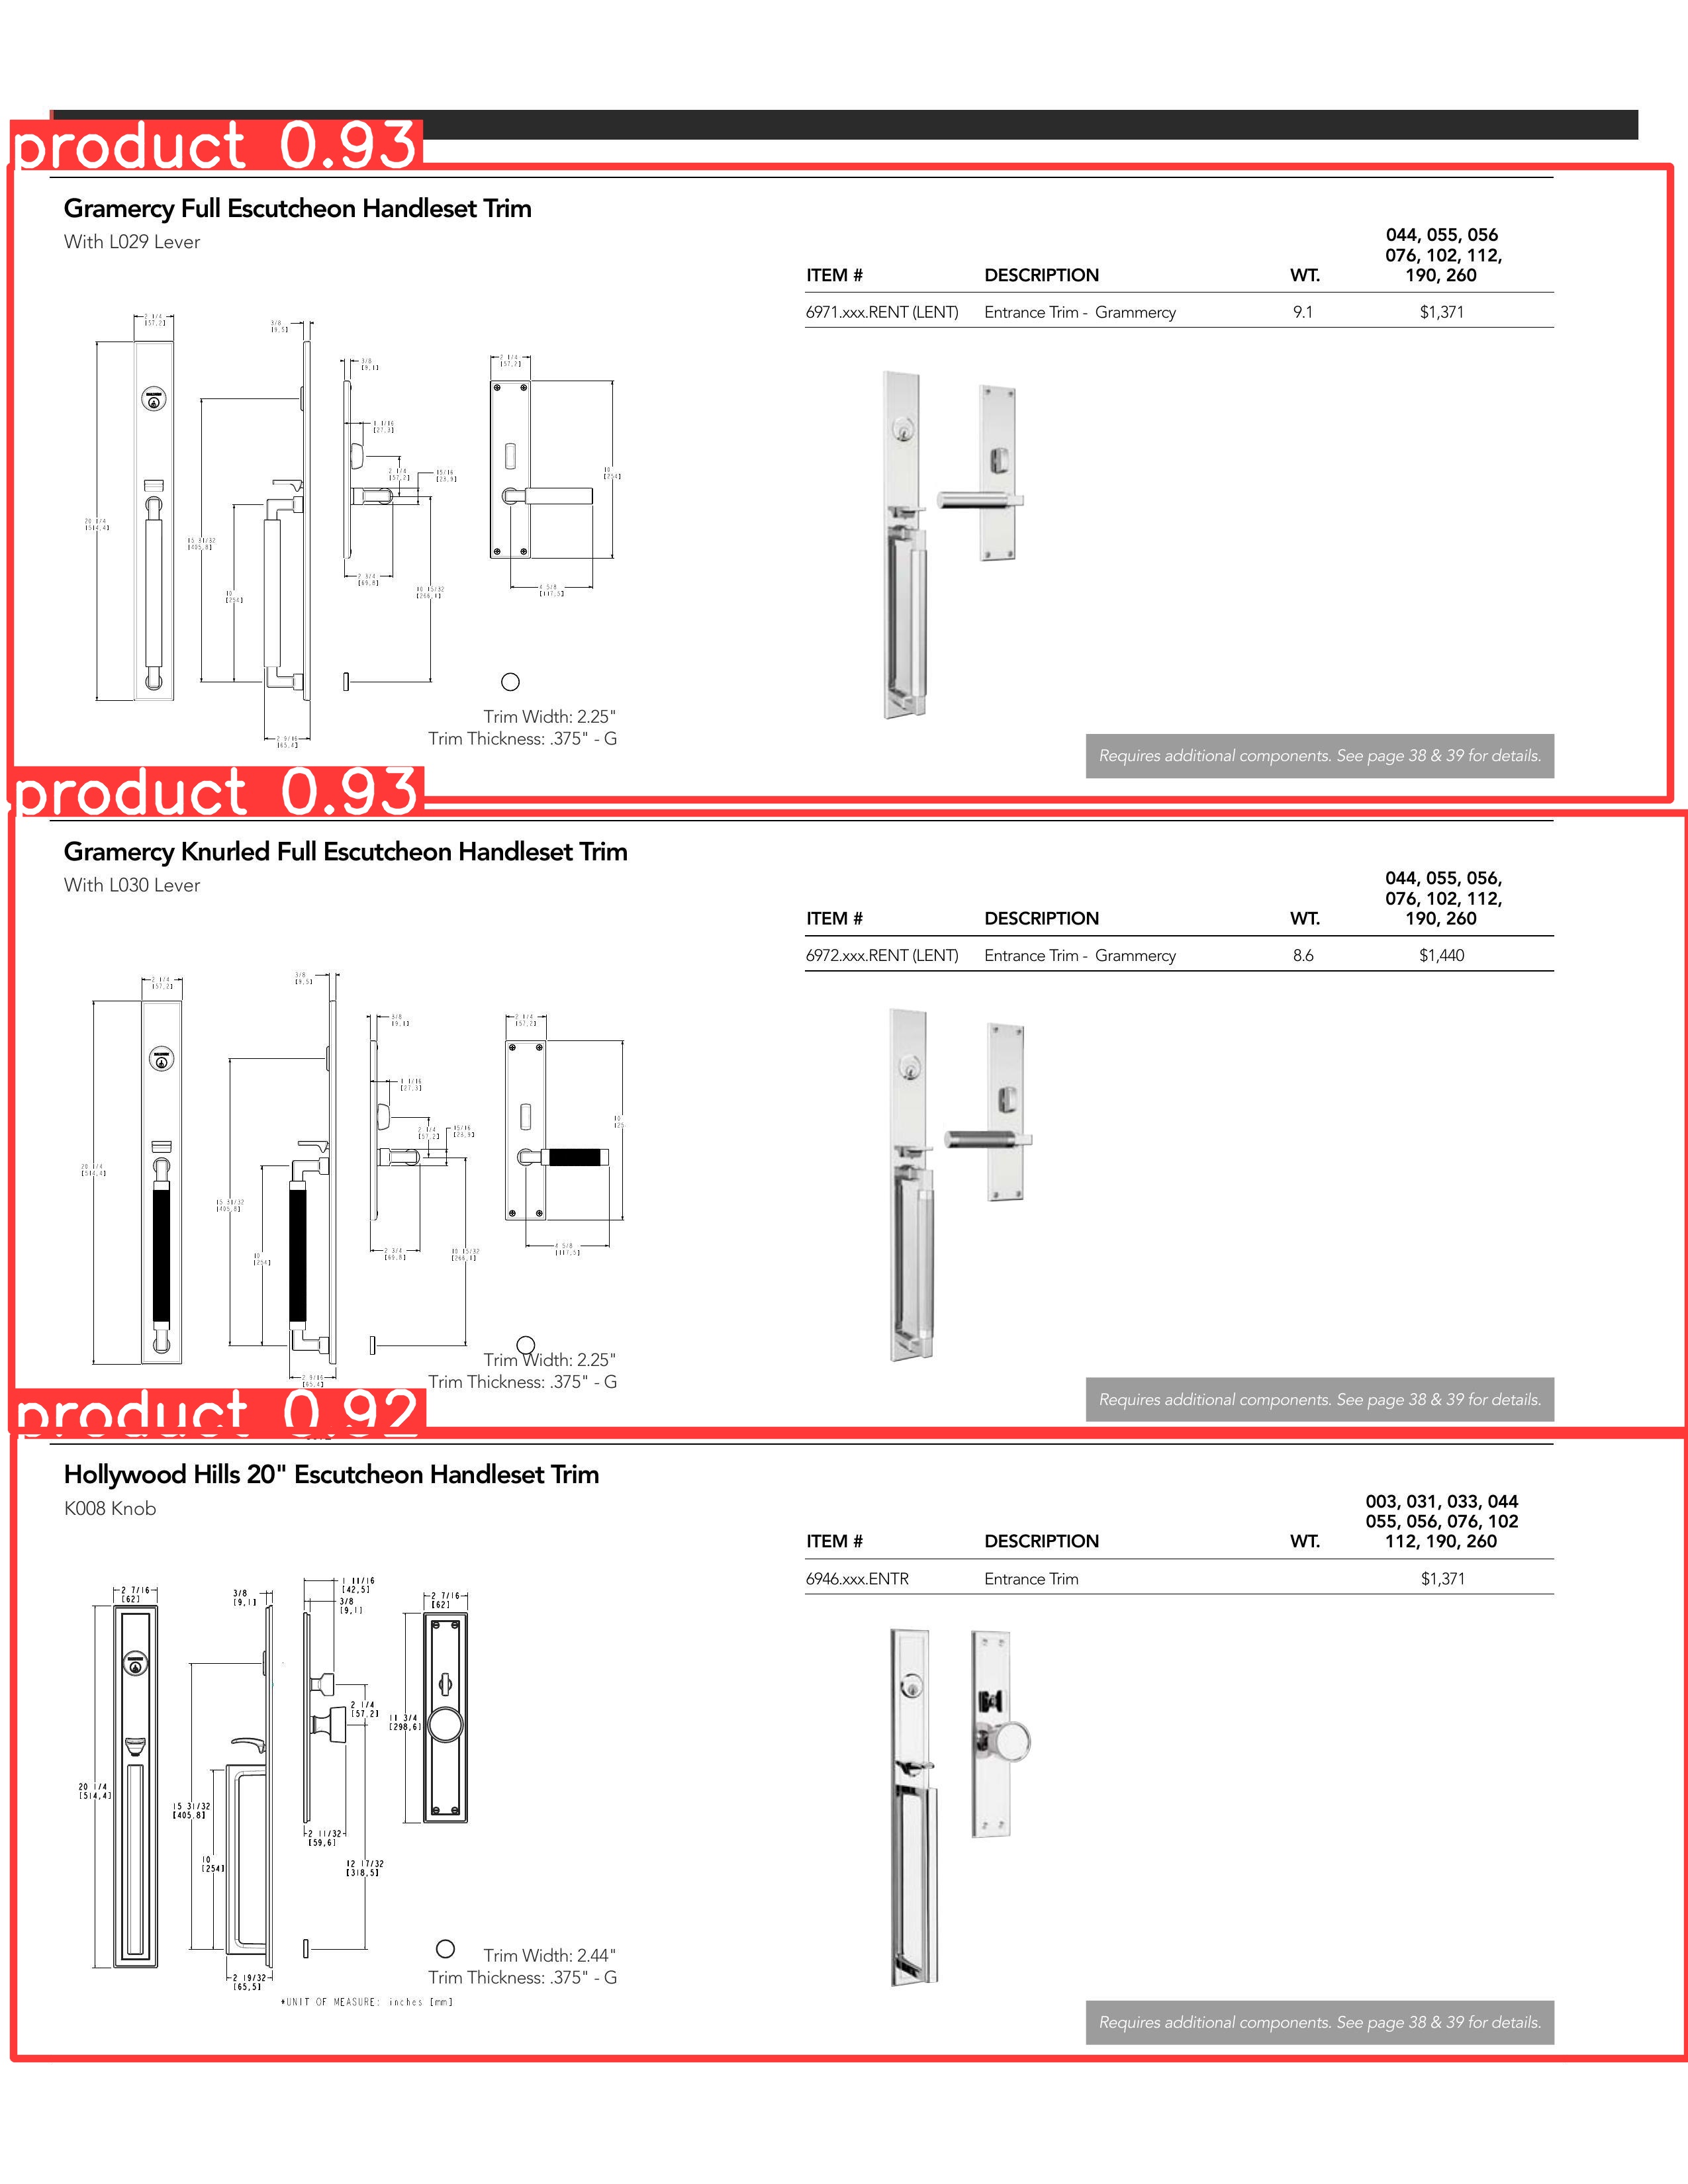 product 0.93
Gramercy Full Escutcheon Handleset Trim
With L029 Lever
044, 055, 056
076, 102, 112,
ITEM # DESCRIPTION WT. 190, 260
6971.xxx.RENT (LENT) Entrance Trim - Grammercy 9.1 $1,371
2 1/4
[57,2]
3/8
[9,5]
3/8
[9,1]
2 1/4
[57,2]
1 1/16
[27,3]
2 1/4
[57,2]
15/16
[23,9]
10
[254]
20 1/4
[514,4]
15 31/32
[405,8]
10
[254]
2 3/4
[69,8]
10 15/32
[266,1]
4 5/8
[117,5]
2 9/16
[65,4]
Trim Width: 2.25"
Trim Thickness: .375" - G
Requires additional components. See page 38 & 39 for details.
product 0.93
Gramercy Knurled Full Escutcheon Handleset Trim
With L030 Lever
044, 055, 056,
076, 102, 112,
ITEM # DESCRIPTION WT. 190, 260
6972.xxx.RENT (LENT) Entrance Trim - Grammercy 8.6 $1,440
2 1/4
[57,2]
3/8
[9,5]
3/8
[9,1]
2 1/4
[57,2]
1 1/16
[27,3]
2 1/4
[57,2]
15/16
[23,9]
10
20 1/4
[514,4]
15 31/32
[405,8]
10
[254]
2 3/4
[69,8]
10 15/32
[266,1]
4 5/8
[117,5]
2 9/16
[65,4]
Trim Width: 2.25"
Trim Thickness: .375" - G
Requires additional components. See page 38 & 39 for details.
product 0.92
Hollywood Hills 20" Escutcheon Handleset Trim
K008 Knob
003, 031, 033, 044
055, 056, 076, 102
ITEM # DESCRIPTION WT. 112, 190, 260
6946.xxx.ENTR Entrance Trim $1,371
2 7/16
[62]
3/8
[9,1]
1 11/16
[42,5]
3/8
[9,1]
2 7/16
[62]
2 1/4
[57,2]
11 3/4
[298,6]
20 1/4
[514,4]
15 31/32
[405,8]
10
[254]
2 11/32
[59,6]
12 17/32
[318,5]
2 19/32
[65,5]
Trim Width: 2.44"
Trim Thickness: .375" - G
*UNIT OF MEASURE: inches [mm]
Requires additional components. See page 38 & 39 for details.